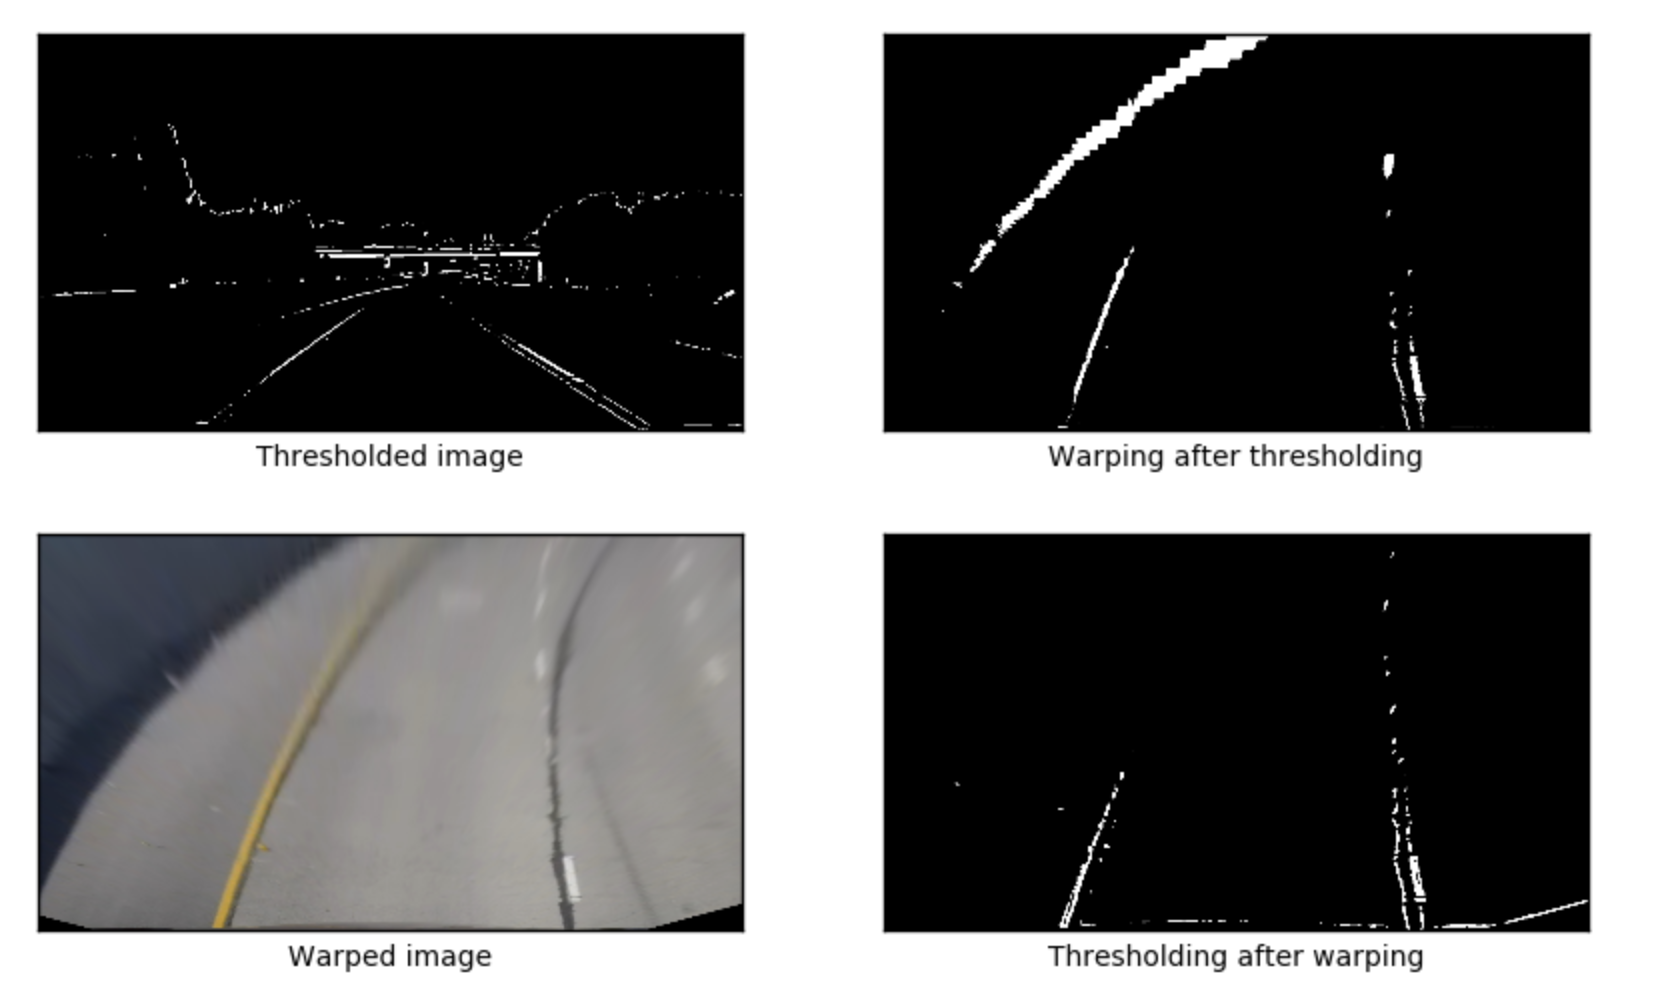 Thresholded image
Warping after thresholding
Warped image
Thresholding after warping